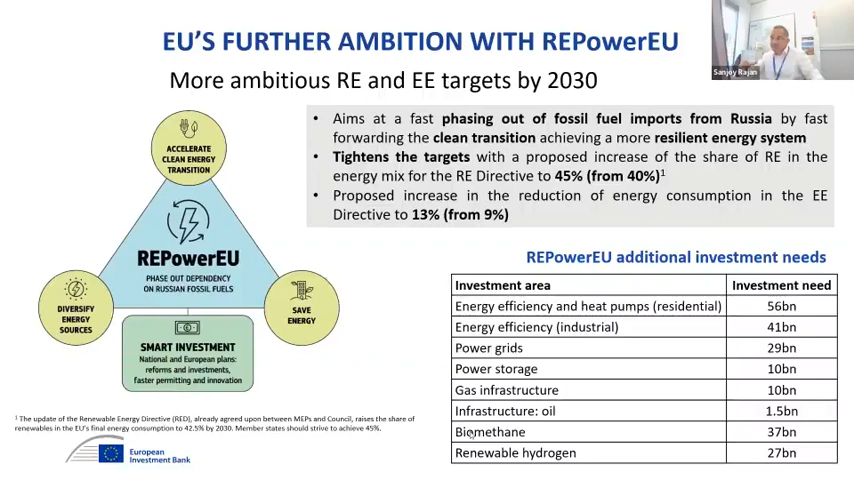 EU'S FURTHER AMBITION WITH REPowerEU
Sanjoy Rajan
More ambitious RE and EE targets by 2030
• Aims at a fast phasing out of fossil fuel imports from Russia by fast
forwarding the clean transition achieving a more resilient energy system
• Tightens the targets with a proposed increase of the share of RE in the
energy mix for the RE Directive to 45% (from 40%)¹
• Proposed increase in the reduction of energy consumption in the EE
Directive to 13% (from 9%)
ACCELERATE
CLEAN ENERGY
TRANSITION
REPowerEU
PHASE OUT DEPENDENCY
ON RUSSIAN FOSSIL FUELS
DIVERSIFY
ENERGY
SOURCES
SAVE
ENERGY
SMART INVESTMENT
National and European plans:
reforms and investments,
faster permitting and innovation
REPowerEU additional investment needs
Investment area Investment need
Energy efficiency and heat pumps (residential) 56bn
Energy efficiency (industrial) 41bn
Power grids 29bn
Power storage 10bn
Gas infrastructure 10bn
Infrastructure: oil 1.5bn
Biomethane 37bn
Renewable hydrogen 27bn
¹ The update of the Renewable Energy Directive (RED), already agreed upon between MEPs and Council, raises the share of
renewables in the EU's final energy consumption to 42.5% by 2030. Member states should strive to achieve 45%.
European
Investment Bank